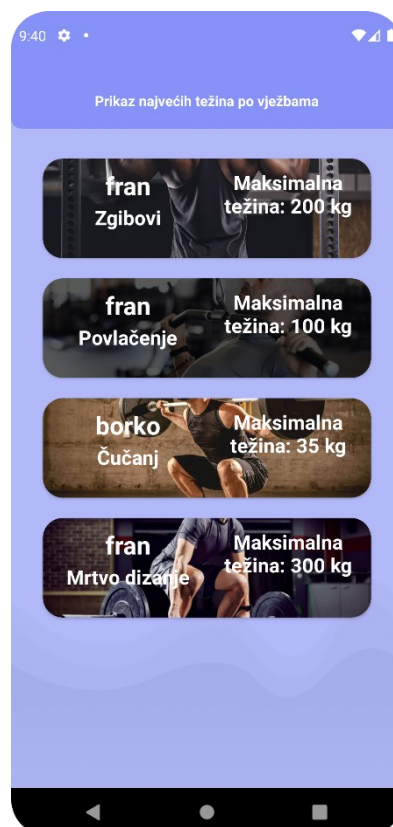 9:40
Prikaz najvećih težina po vježbama
fran
Zgibovi
Maksimalna
težina: 200 kg
fran
Povlačenje
Maksimalna
težina: 100 kg
borko
Čučanj
Maksimalna
težina: 35 kg
fran
Mrtvo dizanje
Maksimalna
težina: 300 kg